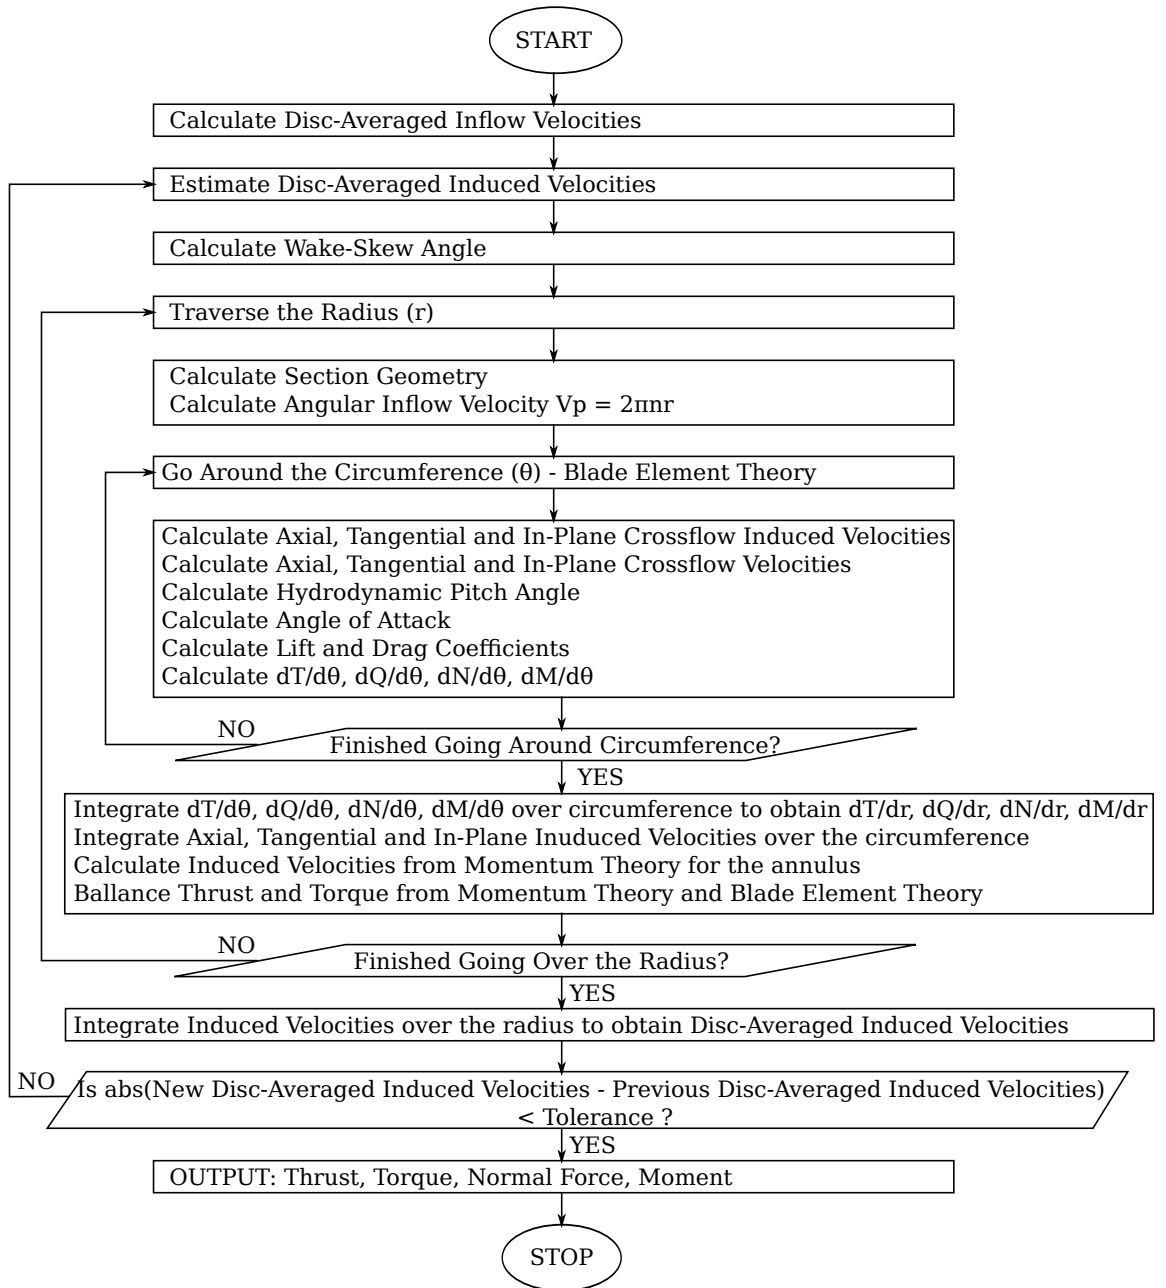 START
Calculate Disc-Averaged Inflow Velocities
Estimate Disc-Averaged Induced Velocities
Calculate Wake-Skew Angle
Traverse the Radius (r)
Calculate Section Geometry
Calculate Angular Inflow Velocity Vp = 2πnr
Go Around the Circumference (θ) - Blade Element Theory
Calculate Axial, Tangential and In-Plane Crossflow Induced Velocities
Calculate Axial, Tangential and In-Plane Crossflow Velocities
Calculate Hydrodynamic Pitch Angle
Calculate Angle of Attack
Calculate Lift and Drag Coefficients
Calculate dT/dθ, dQ/dθ, dN/dθ, dM/dθ
NO
Finished Going Around Circumference?
YES
Integrate dT/dθ, dQ/dθ, dN/dθ, dM/dθ over circumference to obtain dT/dr, dQ/dr, dN/dr, dM/dr
Integrate Axial, Tangential and In-Plane Inuduced Velocities over the circumference
Calculate Induced Velocities from Momentum Theory for the annulus
Ballance Thrust and Torque from Momentum Theory and Blade Element Theory
NO
Finished Going Over the Radius?
YES
Integrate Induced Velocities over the radius to obtain Disc-Averaged Induced Velocities
NO
Is abs(New Disc-Averaged Induced Velocities - Previous Disc-Averaged Induced Velocities)
< Tolerance ?
YES
OUTPUT: Thrust, Torque, Normal Force, Moment
STOP